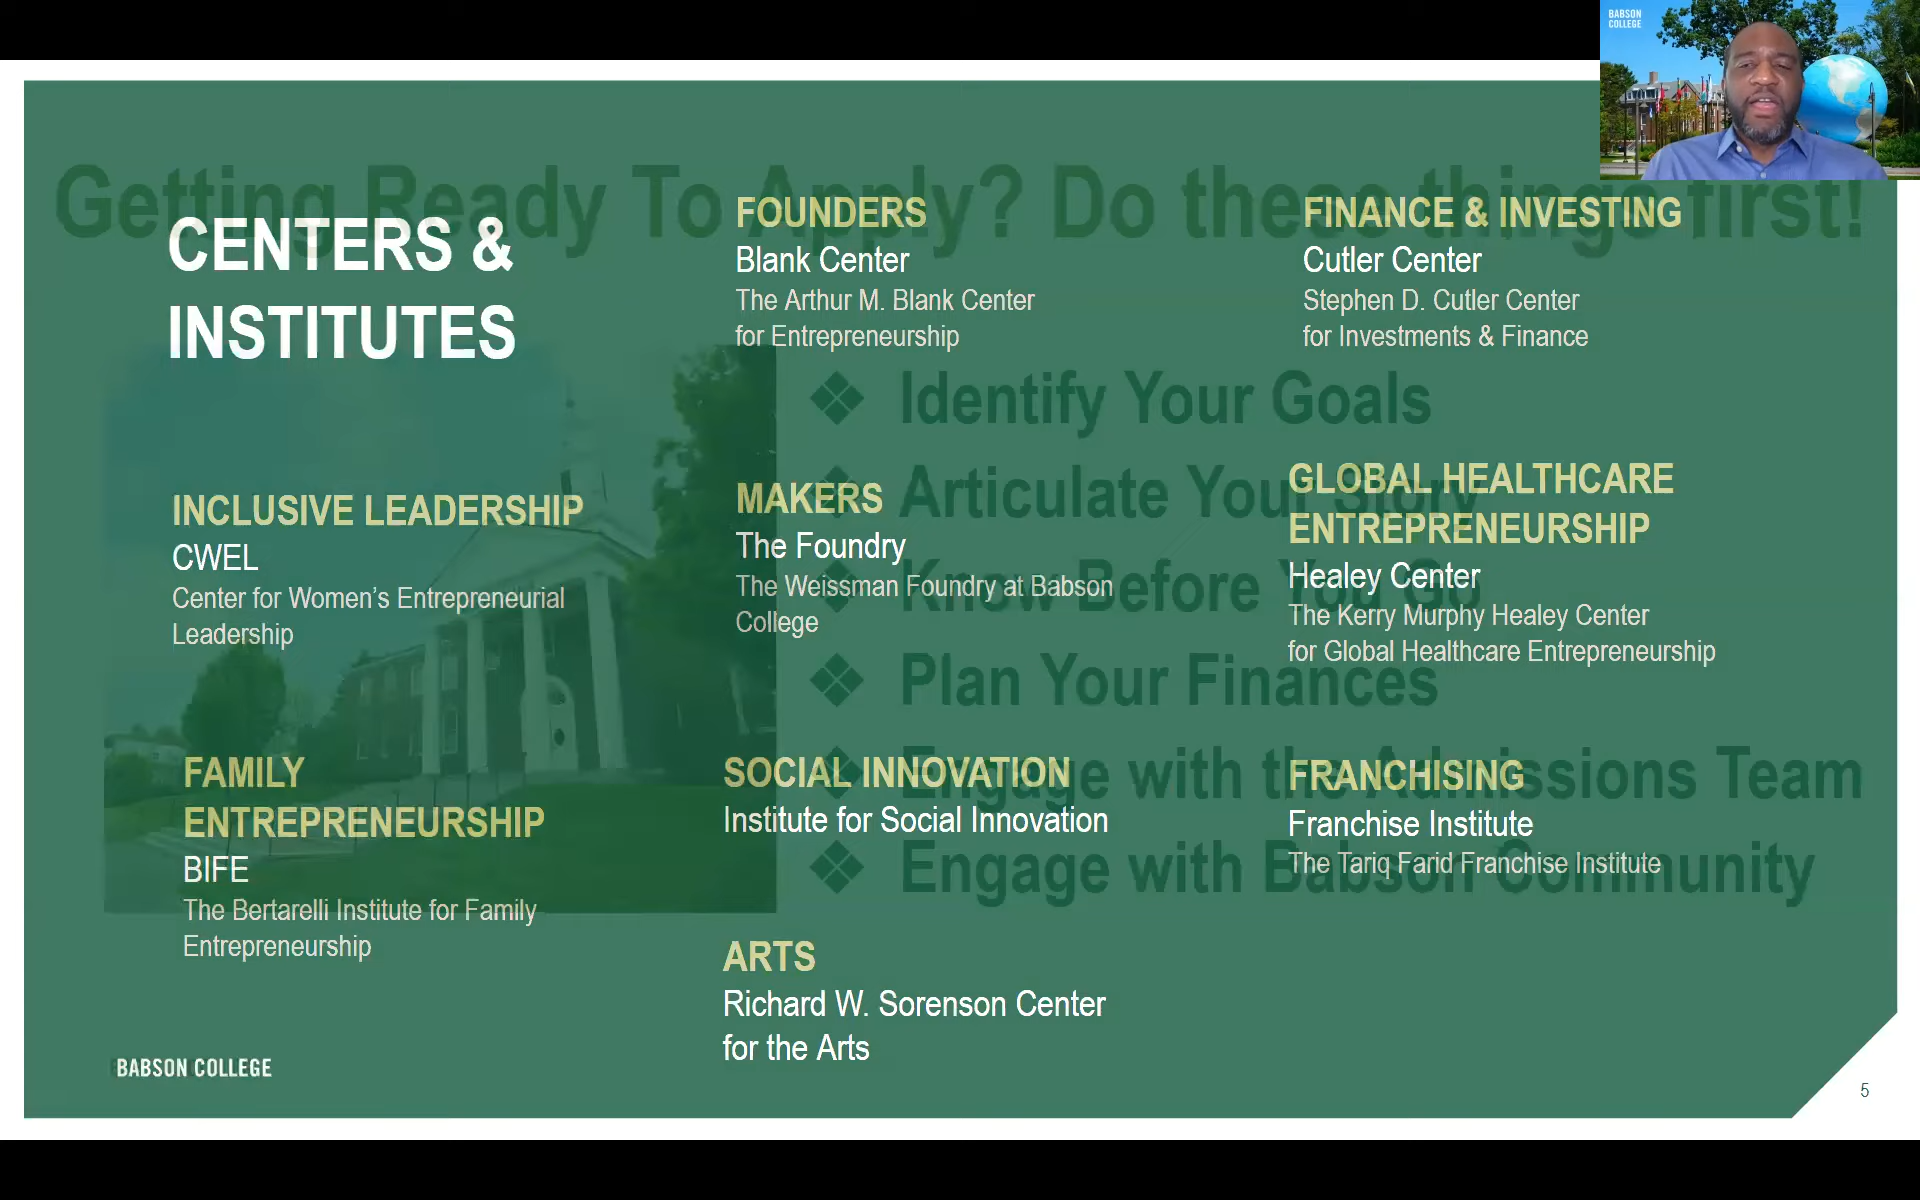 BABSON
COLLEGE
Getting Ready To Apply? Do these things first!
CENTERS &
INSTITUTES
FOUNDERS
Blank Center
The Arthur M. Blank Center
for Entrepreneurship
FINANCE & INVESTING
Cutler Center
Stephen D. Cutler Center
for Investments & Finance
INCLUSIVE LEADERSHIP
CWEL
Center for Women’s Entrepreneurial
Leadership
MAKERS
The Foundry
The Weissman Foundry at Babson
College
GLOBAL HEALTHCARE
ENTREPRENEURSHIP
Healey Center
The Kerry Murphy Healey Center
for Global Healthcare Entrepreneurship
FAMILY
ENTREPRENEURSHIP
BIFE
The Bertarelli Institute for Family
Entrepreneurship
SOCIAL INNOVATION
Institute for Social Innovation
FRANCHISING
Franchise Institute
The Tariq Farid Franchise Institute
ARTS
Richard W. Sorenson Center
for the Arts
❖ Identify Your Goals
❖ Articulate Your Story
❖ Know Before You Go
❖ Plan Your Finances
❖ Engage with the Admissions Team
❖ Engage with Babson Community
BABSON COLLEGE
5